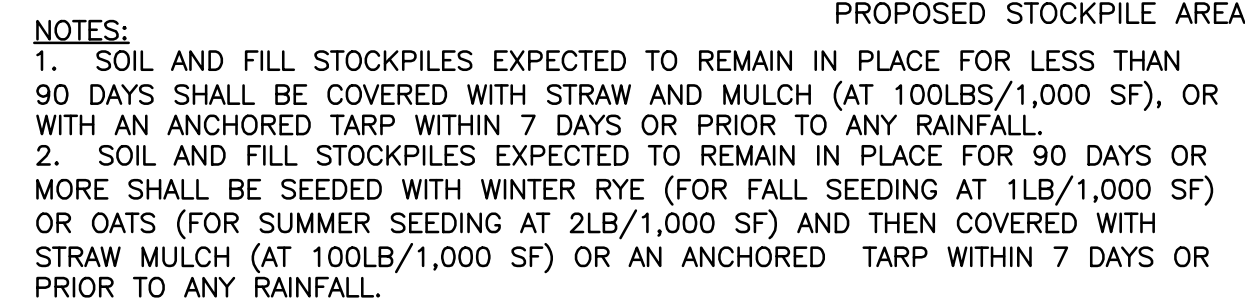 PROPOSED STOCKPILE AREA
NOTES:
1. SOIL AND FILL STOCKPILES EXPECTED TO REMAIN IN PLACE FOR LESS THAN
90 DAYS SHALL BE COVERED WITH STRAW AND MULCH (AT 100LBS/1,000 SF), OR
WITH AN ANCHORED TARP WITHIN 7 DAYS OR PRIOR TO ANY RAINFALL.
2. SOIL AND FILL STOCKPILES EXPECTED TO REMAIN IN PLACE FOR 90 DAYS OR
MORE SHALL BE SEEDED WITH WINTER RYE (FOR FALL SEEDING AT 1LB/1,000 SF)
OR OATS (FOR SUMMER SEEDING AT 2LB/1,000 SF) AND THEN COVERED WITH
STRAW MULCH (AT 100LB/1,000 SF) OR AN ANCHORED TARP WITHIN 7 DAYS OR
PRIOR TO ANY RAINFALL.